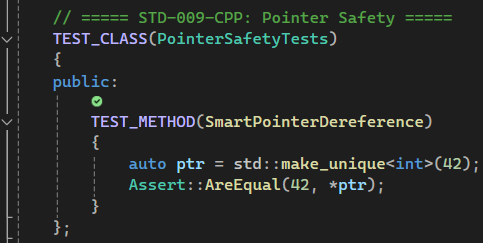 // ===== STD-009-CPP: Pointer Safety =====
TEST_CLASS(PointerSafetyTests)
{
public:
TEST_METHOD(SmartPointerDereference)
{
auto ptr = std::make_unique<int>(42);
Assert::AreEqual(42, *ptr);
}
};